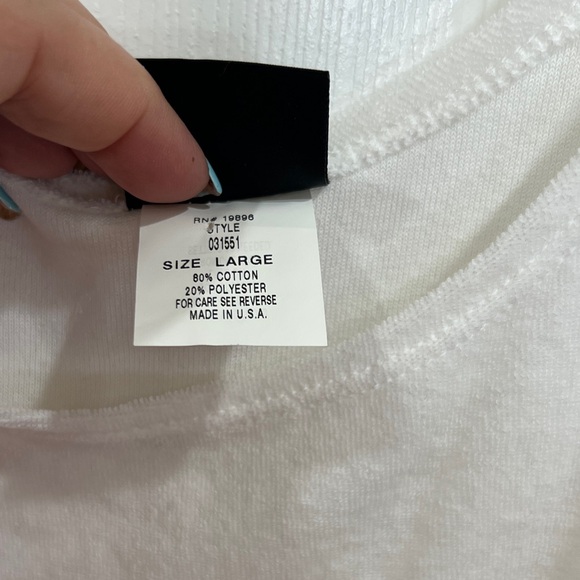 RN# 19896
STYLE
031551
SIZE LARGE
80% COTTON
20% POLYESTER
FOR CARE SEE REVERSE
MADE IN U.S.A.